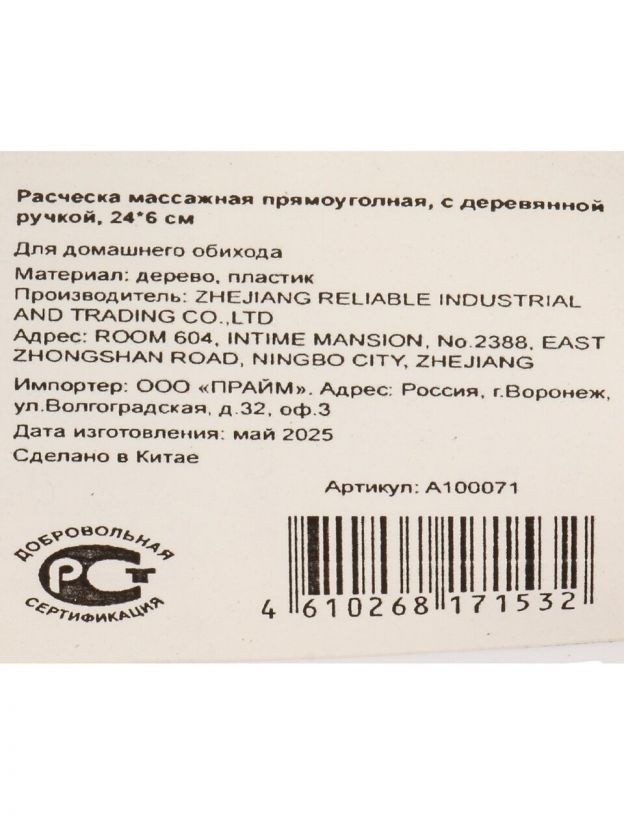 Расческа массажная прямоуголная, с деревянной
ручкой, 24*6 см
Для домашнего обихода
Материал: дерево, пластик
Производитель: ZHEJIANG RELIABLE INDUSTRIAL
AND TRADING CO.,LTD
Адрес: ROOM 604, INTIME MANSION, No.2388, EAST
ZHONGSHAN ROAD, NINGBO CITY, ZHEJIANG
Импортер: ООО «ПРАЙМ». Адрес: Россия, г.Воронеж,
ул.Волгоградская, д.32, оф.3
Дата изготовления: май 2025
Сделано в Китае
Артикул: А100071
ДОБРОВОЛЬНАЯ
РСТ
СЕРТИФИКАЦИЯ
4 610268 171532